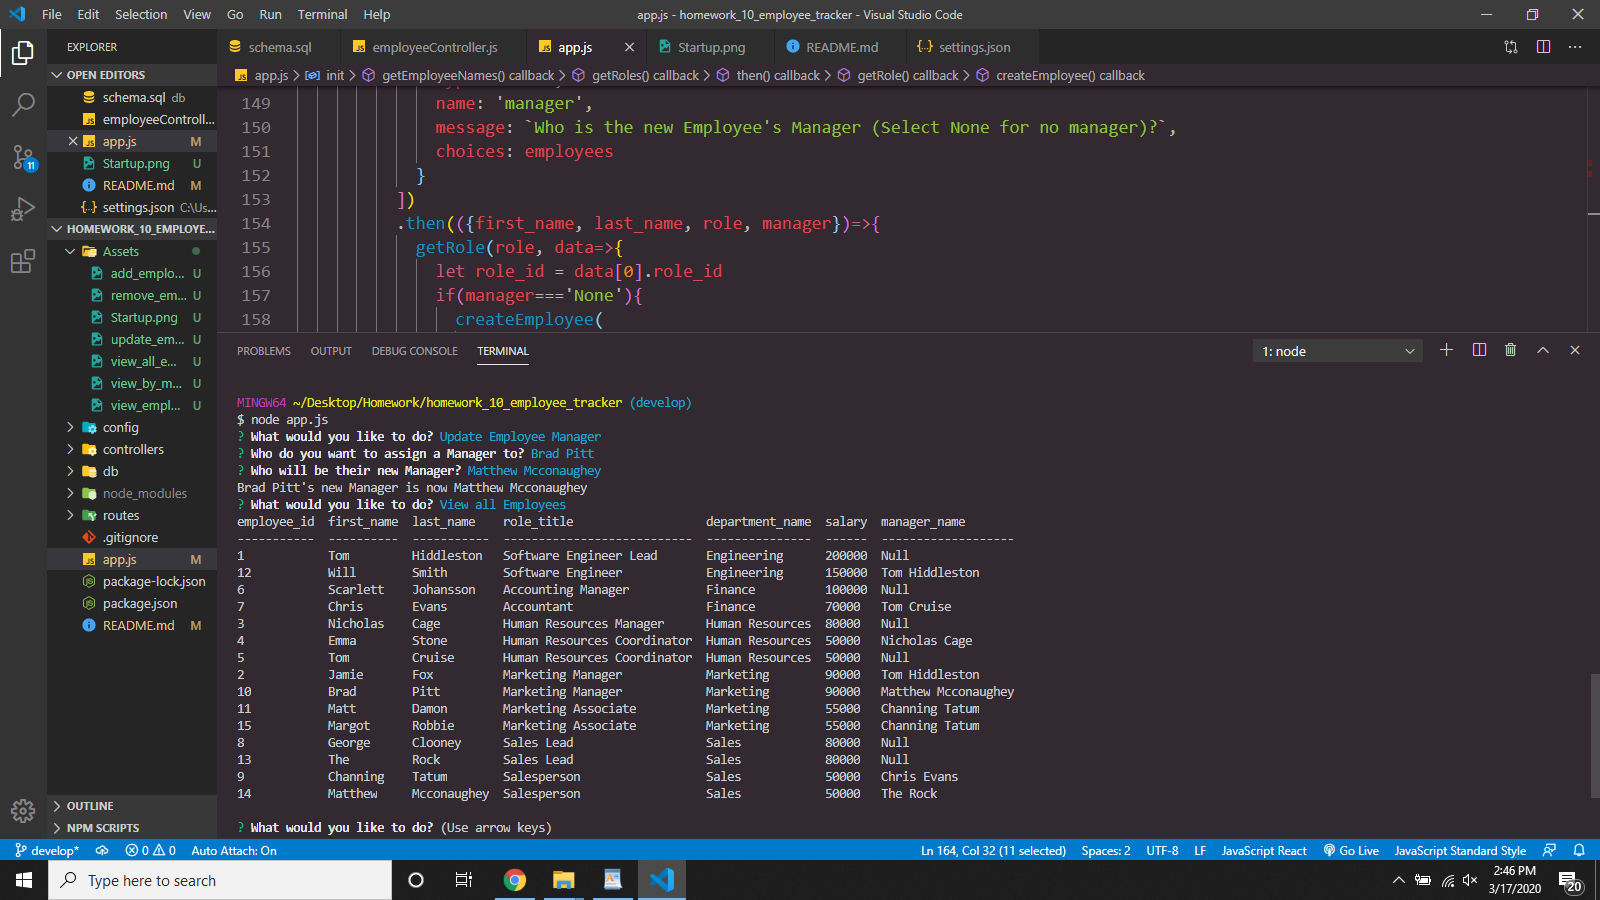 File Edit Selection View Go Run Terminal Help app.js - homework_10_employee_tracker - Visual Studio Code
EXPLORER
schema.sql employeeController.js app.js Startup.png README.md settings.json
OPEN EDITORS
app.js > init > getEmployeeNames() callback > getRoles() callback > then() callback > getRole() callback > createEmployee() callback
schema.sql db
employeeControll...
app.js M
Startup.png U
README.md M
settings.json C:\Us...
HOMEWORK_10_EMPLOYE...
Assets
add_emplo... U
remove_em... U
Startup.png U
update_em... U
view_all_e... U
view_by_m... U
view_empl... U
config
controllers
db
node_modules
routes
.gitignore
app.js M
package-lock.json
package.json
README.md M
OUTLINE
NPM SCRIPTS
149 name: 'manager',
150 message: `Who is the new Employee's Manager (Select None for no manager)?`,
151 choices: employees
152 }
153 ])
154 .then(({first_name, last_name, role, manager})=>{
155 getRole(role, data=>{
156 let role_id = data[0].role_id
157 if(manager==='None'){
158 createEmployee(
PROBLEMS OUTPUT DEBUG CONSOLE TERMINAL 1: node
MINGW64 ~/Desktop/Homework/homework_10_employee_tracker (develop)
$ node app.js
? What would you like to do? Update Employee Manager
? Who do you want to assign a Manager to? Brad Pitt
? Who will be their new Manager? Matthew Mcconaughey
Brad Pitt's new Manager is now Matthew Mcconaughey
? What would you like to do? View all Employees
employee_id first_name last_name role_title department_name salary manager_name
----------- ---------- ----------- --------------------------- --------------- ------ -------------------
1 Tom Hiddleston Software Engineer Lead Engineering 200000 Null
12 Will Smith Software Engineer Engineering 150000 Tom Hiddleston
6 Scarlett Johansson Accounting Manager Finance 100000 Null
7 Chris Evans Accountant Finance 70000 Tom Cruise
3 Nicholas Cage Human Resources Manager Human Resources 80000 Null
4 Emma Stone Human Resources Coordinator Human Resources 50000 Nicholas Cage
5 Tom Cruise Human Resources Coordinator Human Resources 50000 Null
2 Jamie Fox Marketing Manager Marketing 90000 Tom Hiddleston
10 Brad Pitt Marketing Manager Marketing 90000 Matthew Mcconaughey
11 Matt Damon Marketing Associate Marketing 55000 Channing Tatum
15 Margot Robbie Marketing Associate Marketing 55000 Channing Tatum
8 George Clooney Sales Lead Sales 80000 Null
13 The Rock Sales Lead Sales 80000 Null
9 Channing Tatum Salesperson Sales 50000 Chris Evans
14 Matthew Mcconaughey Salesperson Sales 50000 The Rock
? What would you like to do? (Use arrow keys)
develop* 0 0 Auto Attach: On Ln 164, Col 32 (11 selected) Spaces: 2 UTF-8 LF JavaScript React Go Live JavaScript Standard Style
Type here to search
2:46 PM
3/17/2020
20
11